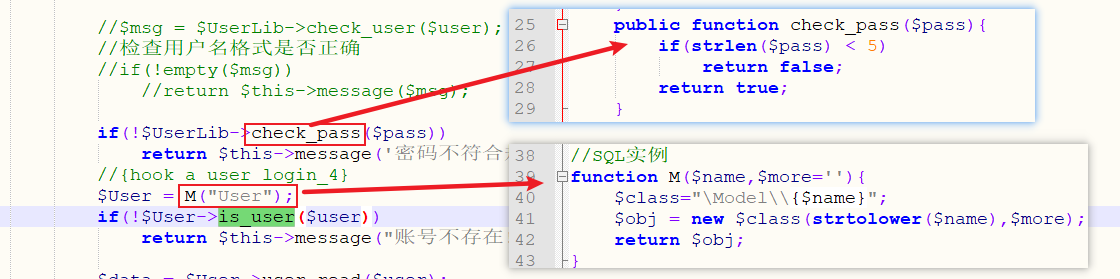 //$msg = $UserLib->check_user($user);
//检查用户名格式是否正确
//if(!empty($msg))
//return $this->message($msg);
if(!$UserLib->check_pass($pass))
return $this->message('密码不符合
//{hook a_user_login_4}
$User = M("User");
if(!$User->is_user($user))
return $this->message("账号不存在
$data = $User->user_read($user);
25 public function check_pass($pass){
26 if(strlen($pass) < 5)
27 return false;
28 return true;
29 }
38 //SQL实例
39 function M($name,$more=''){
40 $class="\Model\\{$name}";
41 $obj = new $class(strtolower($name),$more);
42 return $obj;
43 }